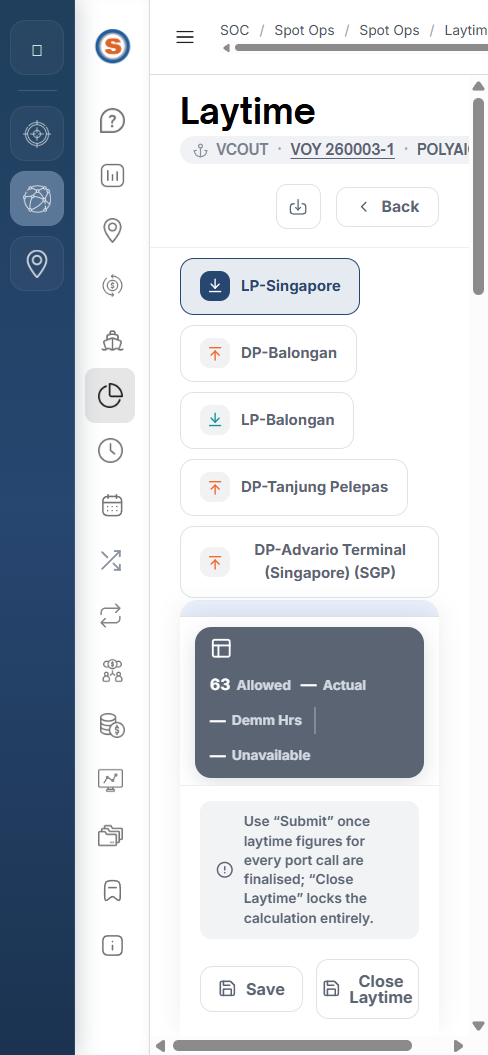 SOC / Spot Ops / Spot Ops / Laytim
Laytime
VCOUT · VOY 260003-1 · POLYAI
Back
LP-Singapore
DP-Balongan
LP-Balongan
DP-Tanjung Pelepas
DP-Advario Terminal
(Singapore) (SGP)
63 Allowed — Actual
— Demm Hrs
— Unavailable
Use “Submit” once
laytime figures for
every port call are
finalised; “Close
Laytime” locks the
calculation entirely.
Save
Close
Laytime